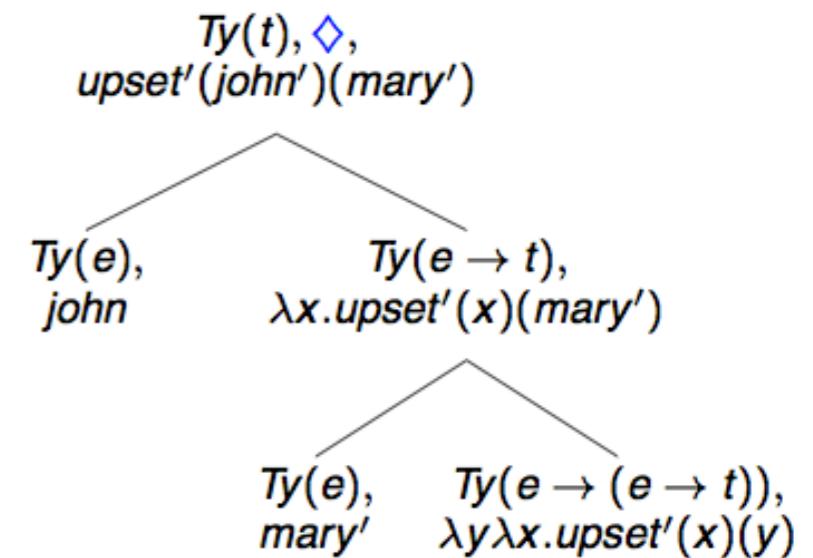 Ty(t), ◇,
upset′(john′)(mary′)
Ty(e),
john
Ty(e → t),
λx.upset′(x)(mary′)
Ty(e),
mary′
Ty(e → (e → t)),
λyλx.upset′(x)(y)